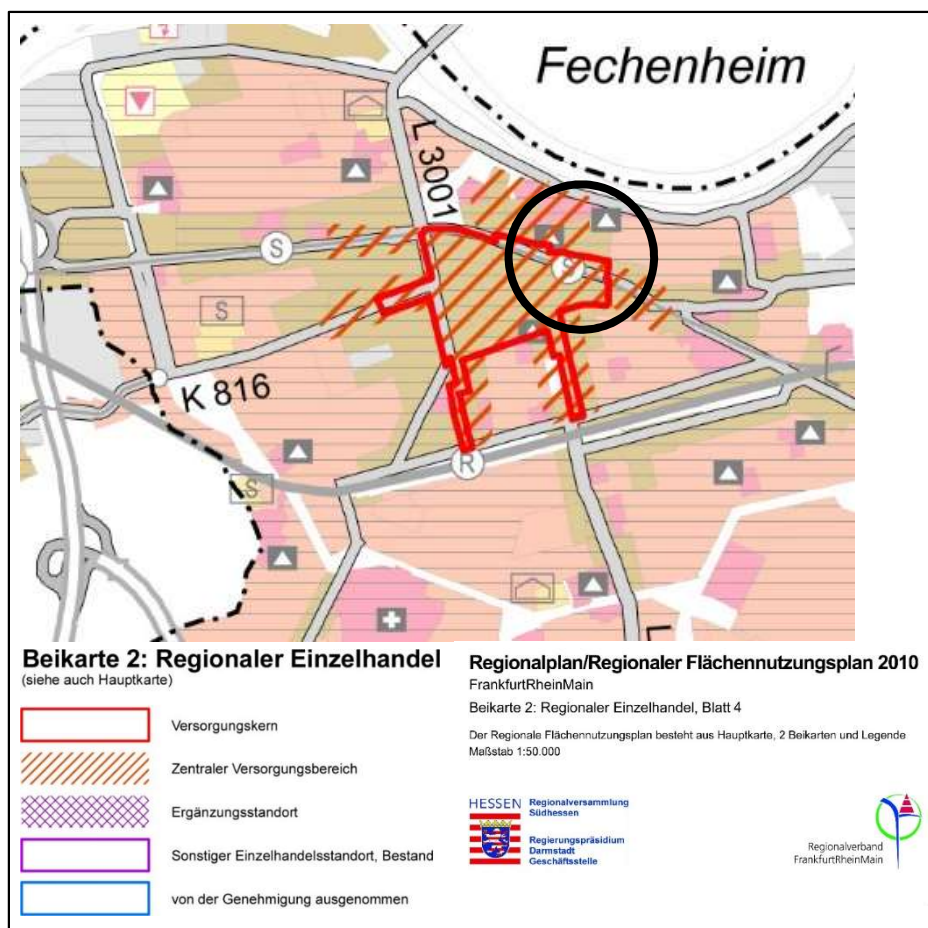 Fechenheim
L 3001
S
S
S
K 816
R
S
L
Beikarte 2: Regionaler Einzelhandel
(siehe auch Hauptkarte)
Versorgungskern
Zentraler Versorgungsbereich
Ergänzungsstandort
Sonstiger Einzelhandelsstandort, Bestand
von der Genehmigung ausgenommen
Regionalplan/Regionaler Flächennutzungsplan 2010
FrankfurtRheinMain
Beikarte 2: Regionaler Einzelhandel, Blatt 4
Der Regionale Flächennutzungsplan besteht aus Hauptkarte, 2 Beikarten und Legende
Maßstab 1:50.000
HESSEN
Regionalversammlung
Südhessen
Regierungspräsidium
Darmstadt
Geschäftsstelle
Regionalverband
FrankfurtRheinMain